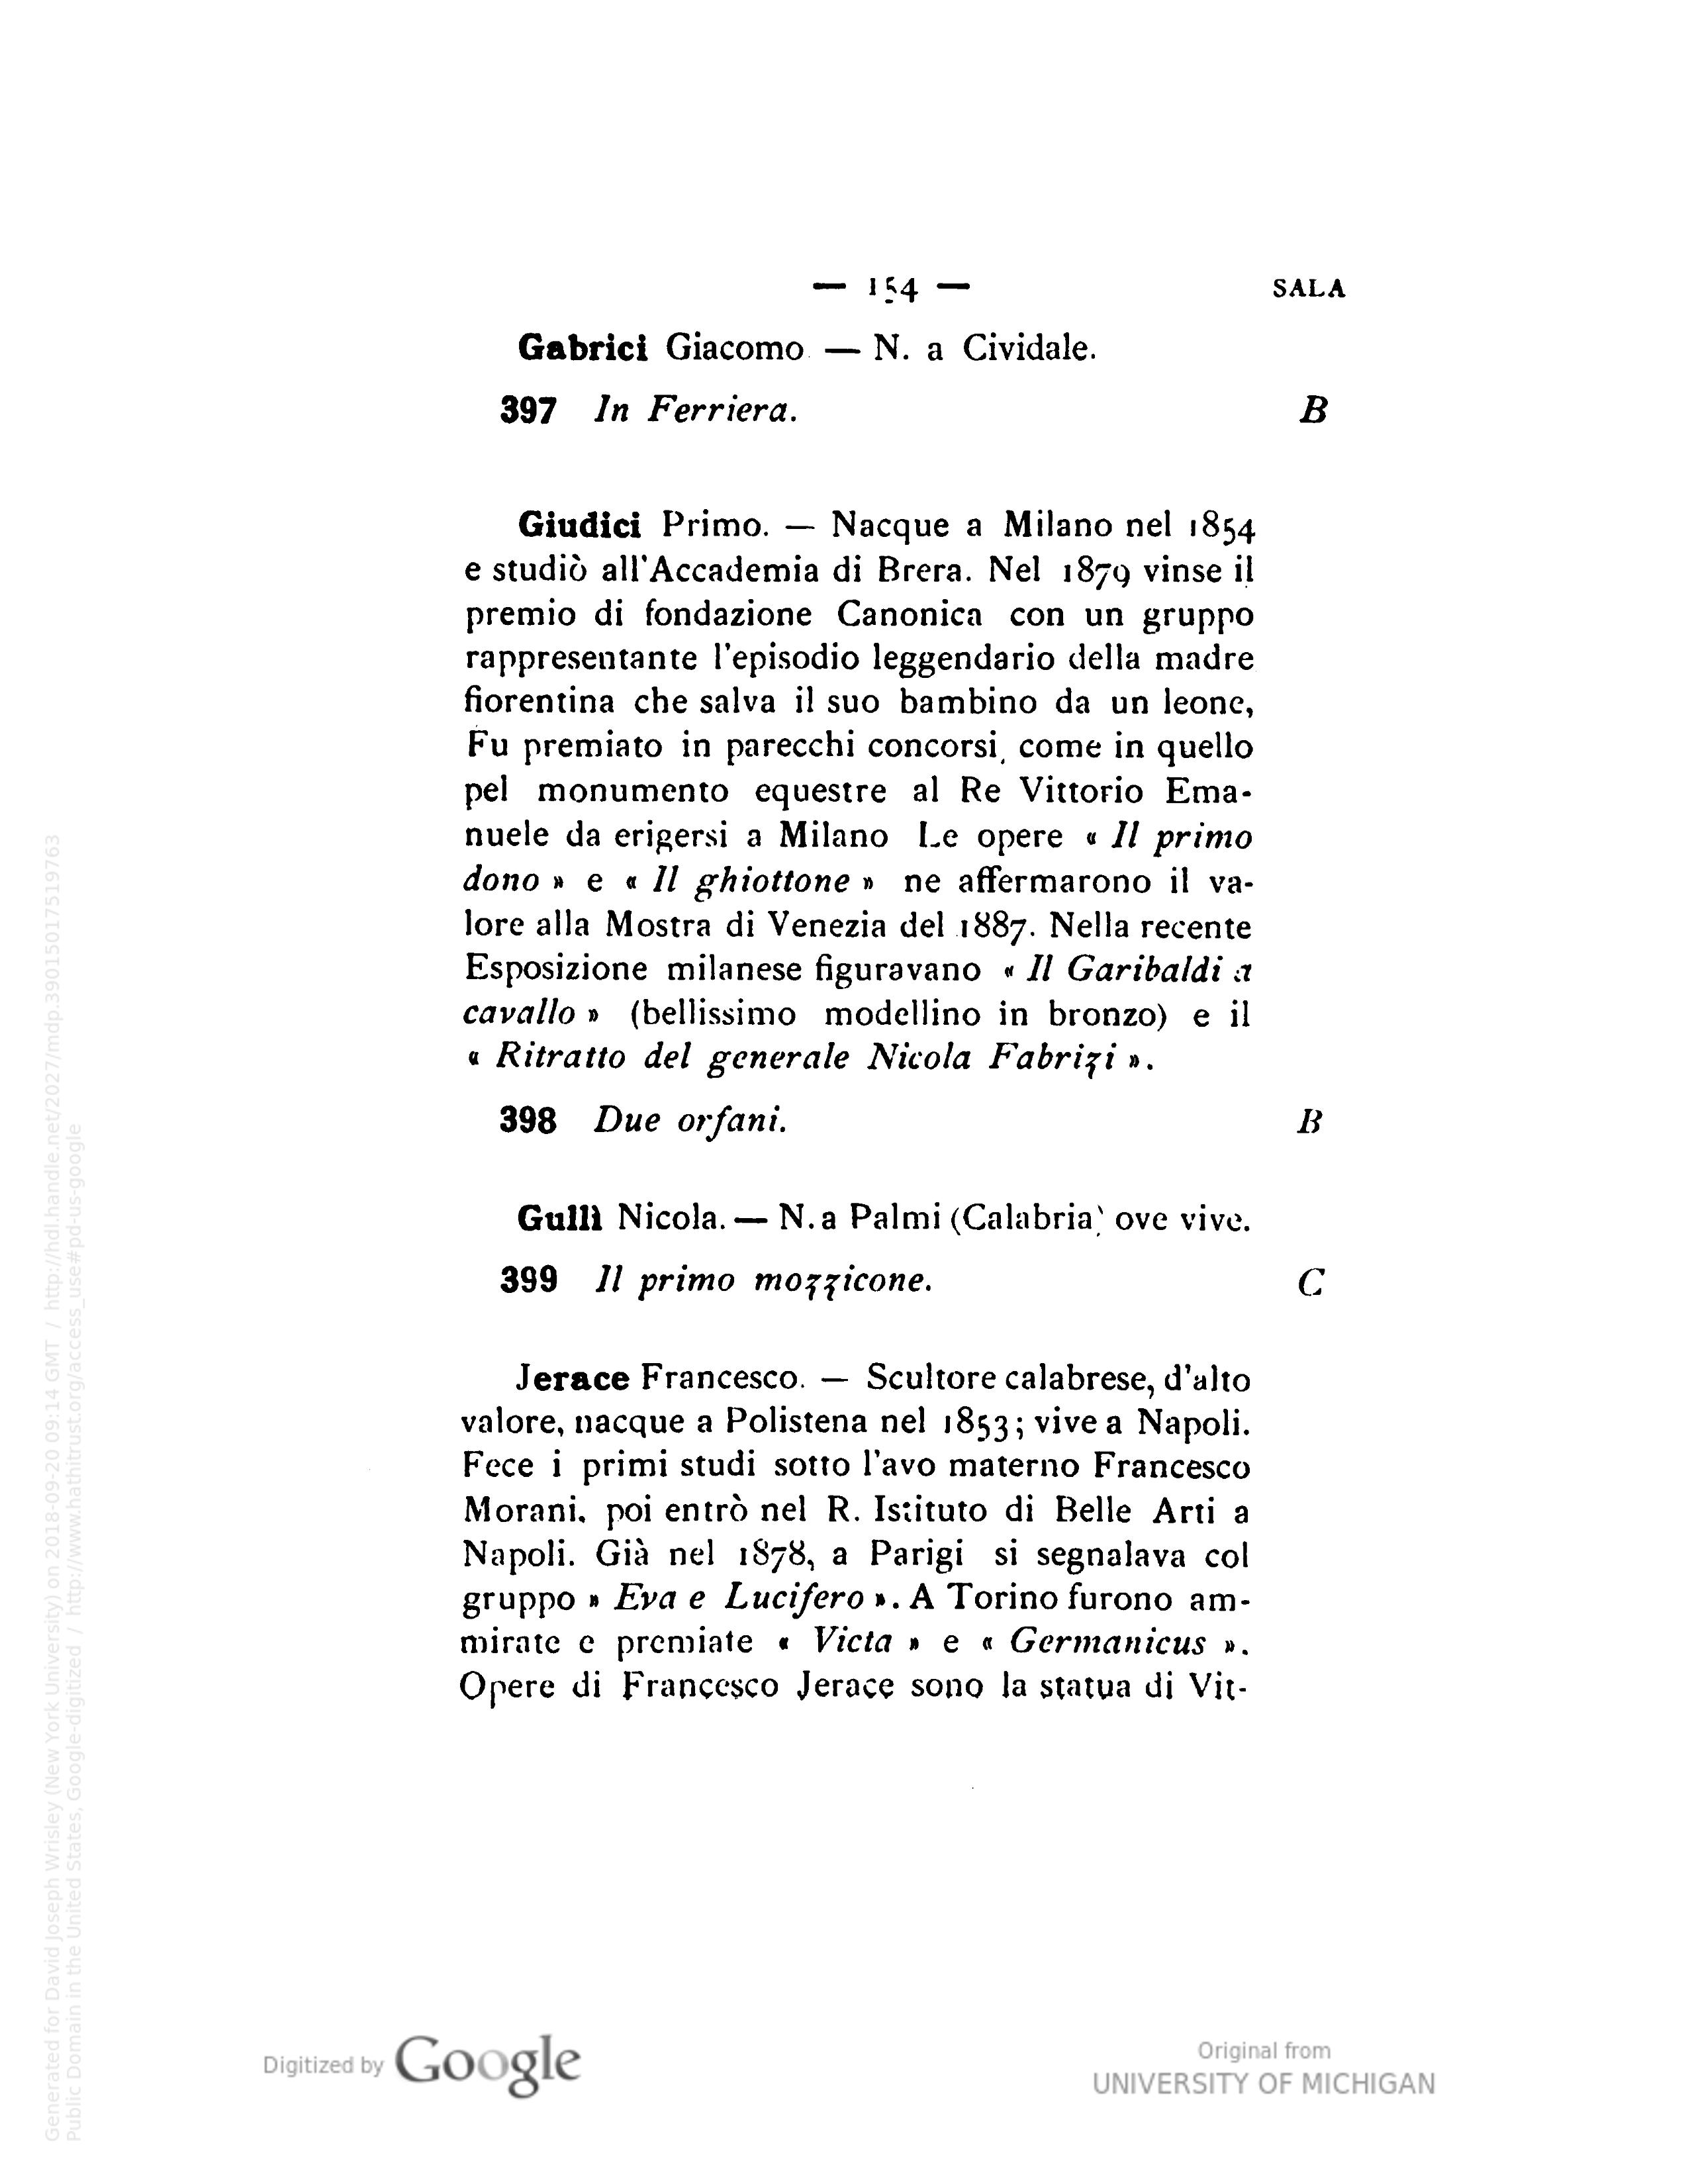 — 154 —
SALA
Gabrici Giacomo — N. a Cividale.
397 In Ferriera. B
Giudici Primo. — Nacque a Milano nel 1854
e studiò all'Accademia di Brera. Nel 1879 vinse il
premio di fondazione Canonica con un gruppo
rappresentante l'episodio leggendario della madre
fiorentina che salva il suo bambino da un leone,
Fu premiato in parecchi concorsi, come in quello
pel monumento equestre al Re Vittorio Ema-
nuele da erigersi a Milano Le opere « Il primo
dono » e « Il ghiottone » ne affermarono il va-
lore alla Mostra di Venezia del 1887. Nella recente
Esposizione milanese figuravano « Il Garibaldi a
cavallo » (bellissimo modellino in bronzo) e il
« Ritratto del generale Nicola Fabrizi ».
398 Due orfani. B
Gullì Nicola. — N. a Palmi (Calabria) ove vive.
399 Il primo mozzicone. C
Jerace Francesco. — Scultore calabrese, d'alto
valore, nacque a Polistena nel 1853; vive a Napoli.
Fece i primi studi sotto l'avo materno Francesco
Morani, poi entrò nel R. Istituto di Belle Arti a
Napoli. Già nel 1878, a Parigi si segnalava col
gruppo » Eva e Lucifero ». A Torino furono am-
mirate e premiate « Victa » e « Germanicus ».
Opere di Francesco Jerace sono la statua di Vit-
Digitized by Google
Original from
UNIVERSITY OF MICHIGAN
Generated for David Joseph Wrisley (New York University) on 2018-09-20 09:14 GMT / http://hdl.handle.net/2027/mdp.39015017519763
Public Domain in the United States, Google-digitized / http://www.hathitrust.org/access_use#pd-us-google